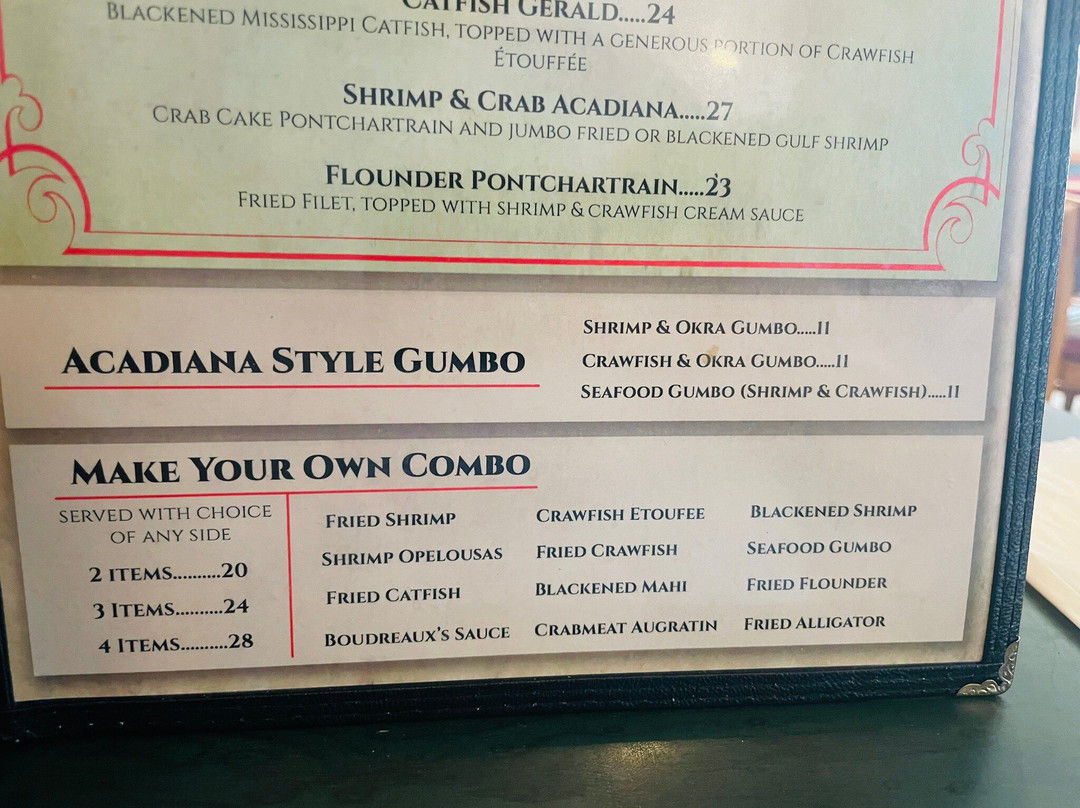 Catfish Gerald.....24
Blackened Mississippi Catfish, topped with a generous portion of Crawfish
Étouffée
Shrimp & Crab Acadiana.....27
Crab Cake Pontchartrain and jumbo fried or blackened gulf shrimp
Flounder Pontchartrain.....23
Fried Filet, topped with shrimp & crawfish cream sauce
Acadiana Style Gumbo
Shrimp & Okra Gumbo.....11
Crawfish & Okra Gumbo.....11
Seafood Gumbo (Shrimp & Crawfish).....11
Make Your Own Combo
served with choice
of any side
2 items..........20
3 Items..........24
4 Items..........28
Fried Shrimp
Shrimp Opelousas
Fried Catfish
Boudreaux's Sauce
Crawfish Etoufee
Fried Crawfish
Blackened Mahi
Crabmeat Augratin
Blackened Shrimp
Seafood Gumbo
Fried Flounder
Fried Alligator